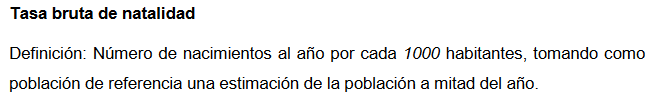 Tasa bruta de natalidad
Definición: Número de nacimientos al año por cada 1000 habitantes, tomando como
población de referencia una estimación de la población a mitad del año.